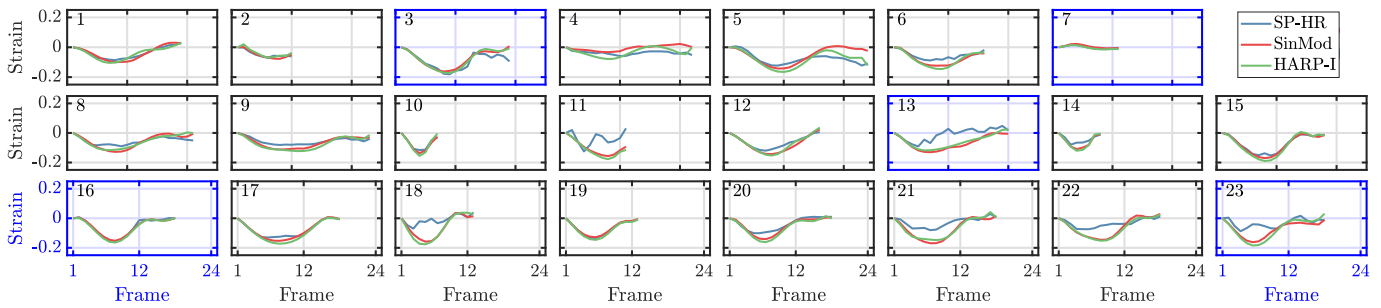 0.2 1 2 3 4 5 6 7 SP-HR
Strain 0 SinMod
-0.2 HARP-I
0.2 8 9 10 11 12 13 14 15
Strain 0
-0.2
0.2 16 17 18 19 20 21 22 23
Strain 0
-0.2
1 12 24 12 24 1 12 24 12 24 1 12 24 1 12 24 12 24 1 12 24
Frame Frame Frame Frame Frame Frame Frame Frame